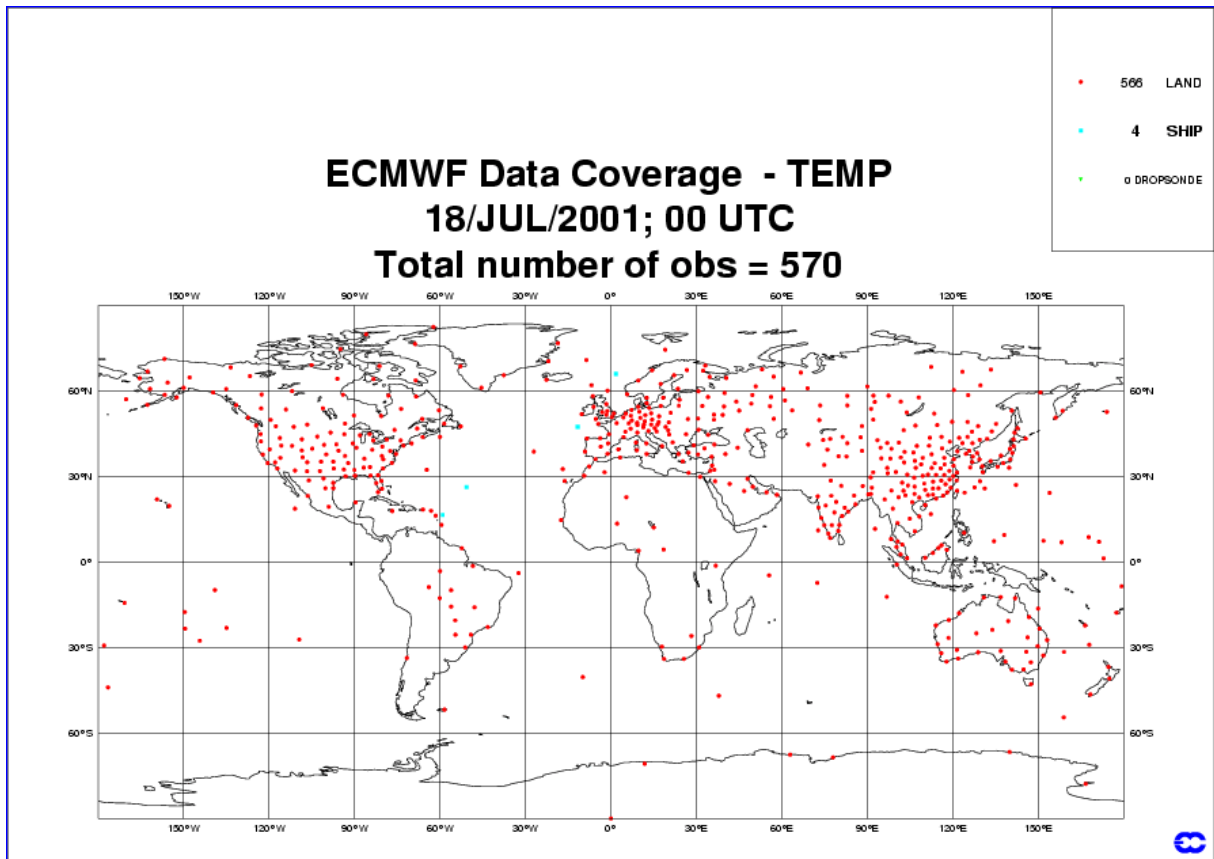 566 LAND
4 SHIP
0 DROPSONDE
ECMWF Data Coverage - TEMP
18/JUL/2001; 00 UTC
Total number of obs = 570
150°W 120°W 90°W 60°W 30°W 0° 30°E 60°E 90°E 120°E 150°E
60°N 60°N
30°N 30°N
0° 0°
30°S 30°S
60°S 60°S
150°W 120°W 90°W 60°W 30°W 0° 30°E 60°E 90°E 120°E 150°E